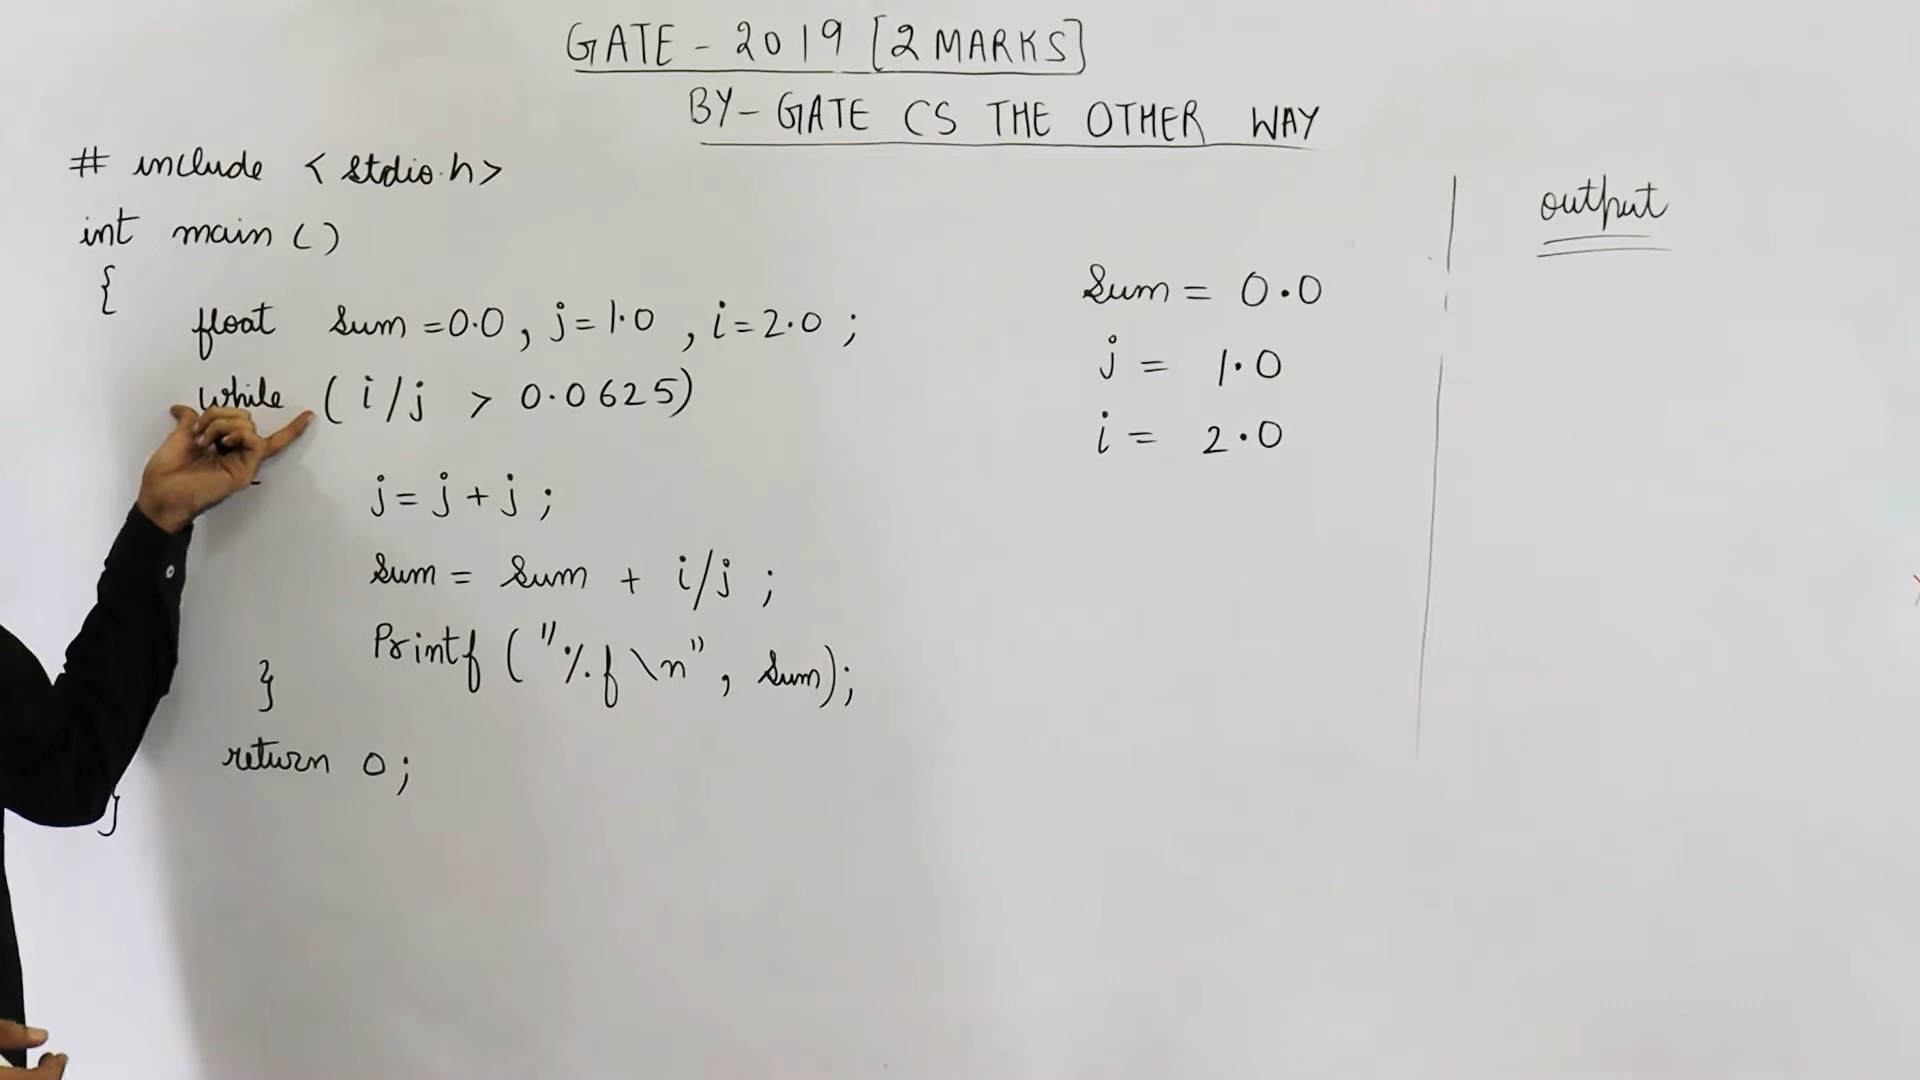 GATE - 2019 [2 MARKS]
BY- GATE CS THE OTHER WAY
# include < stdio.h>
int main ( )
{
float sum =0.0 , j=1.0 , i=2.0 ;
while ( i/j > 0.0625)
j= j + j ;
sum = sum + i/j ;
Printf ( "%f \n" , sum);
}
return 0 ;
}
sum = 0.0
j = 1.0
i = 2.0
output